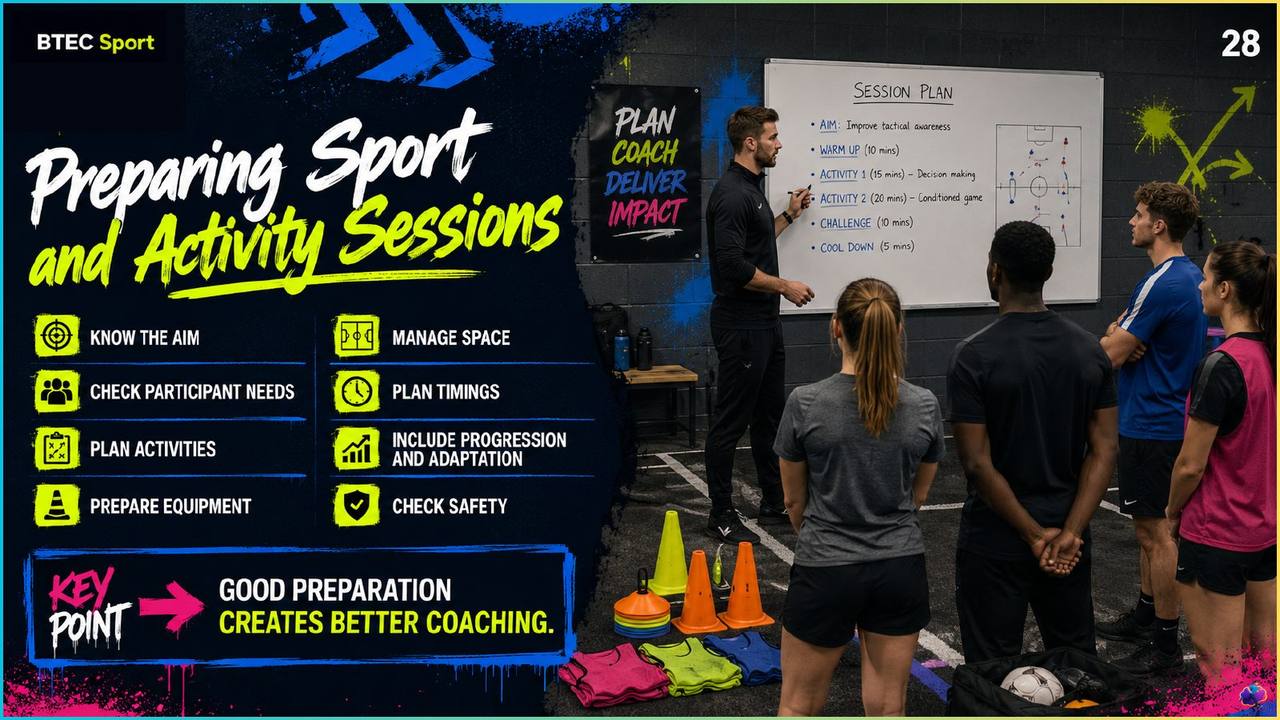 BTEC Sport
28
Preparing Sport
and Activity Sessions
KNOW THE AIM
CHECK PARTICIPANT NEEDS
PLAN ACTIVITIES
PREPARE EQUIPMENT
MANAGE SPACE
PLAN TIMINGS
INCLUDE PROGRESSION
AND ADAPTATION
CHECK SAFETY
KEY
POINT
GOOD PREPARATION
CREATES BETTER COACHING.
PLAN
COACH
DELIVER
IMPACT
SESSION PLAN
• AIM: Improve tactical awareness
• WARM UP (10 mins)
• ACTIVITY 1 (15 mins) – Decision making
• ACTIVITY 2 (20 mins) – Conditioned game
• CHALLENGE (10 mins)
• COOL DOWN (5 mins)